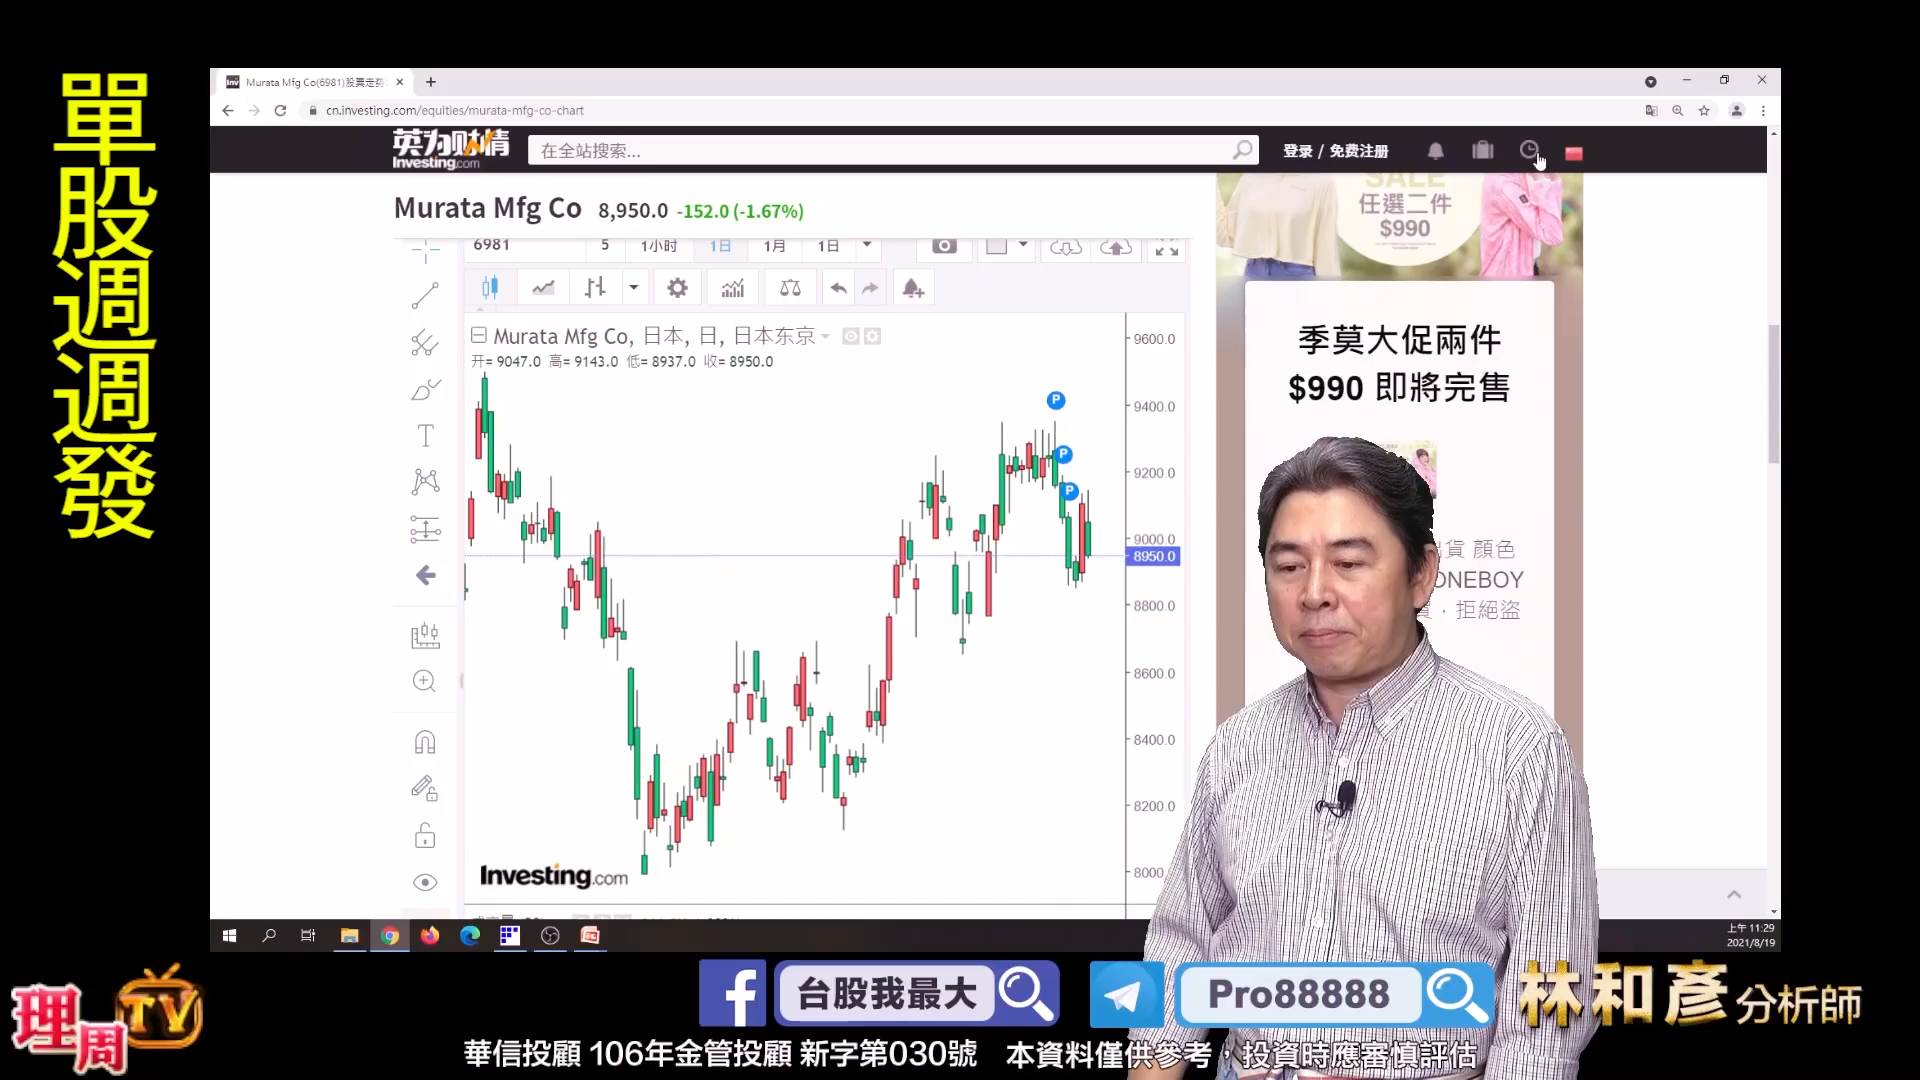 單股週週發
Murata Mfg Co(6981)股票走势
cn.investing.com/equities/murata-mfg-co-chart
英为财情
Investing.com
在全站搜索...
登录 / 免费注册
Murata Mfg Co 8,950.0 -152.0 (-1.67%)
6981 5 1小时 1日 1月 1日
Murata Mfg Co, 日本, 日, 日本东京
开= 9047.0 高= 9143.0 低= 8937.0 收= 8950.0
9600.0
P
9400.0
P
9200.0
P
9000.0
8950.0
8800.0
8600.0
8400.0
8200.0
8000
Investing.com
SALE
任選二件
$990
季莫大促兩件
$990 即將完售
貨 顏色
ONEBOY
．拒絕盜
上午 11:29
2021/8/19
理周TV
台股我最大
Pro88888
林和彥分析師
華信投顧 106年金管投顧 新字第030號 本資料僅供參考，投資時應審慎評估